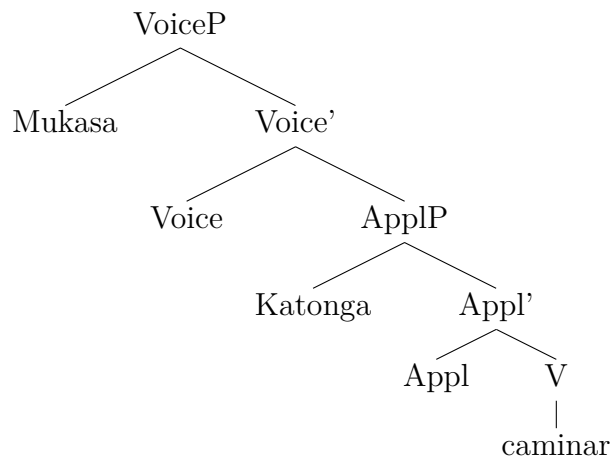 VoiceP
Mukasa Voice'
Voice ApplP
Katonga Appl'
Appl V
caminar